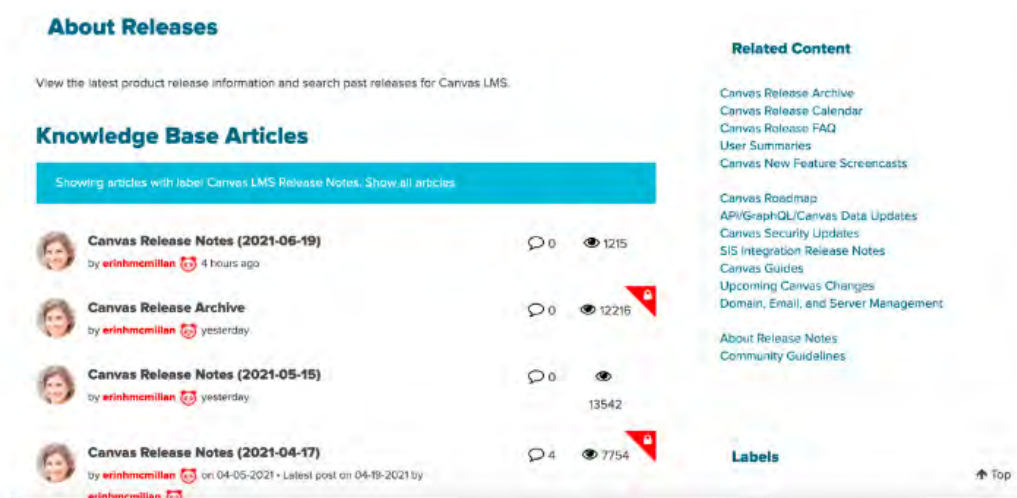 About Releases
View the latest product release information and search past releases for Canvas LMS.
Knowledge Base Articles
Showing articles with label Canvas LMS Release Notes. Show all articles
Canvas Release Notes (2021-06-19)
0 1215
by erinhmcmillan 4 hours ago
Canvas Release Archive
0 12216
by erinhmcmillan yesterday
Canvas Release Notes (2021-05-15)
0
13542
by erinhmcmillan yesterday
Canvas Release Notes (2021-04-17)
4 7754
by erinhmcmillan on 04-05-2021 • Latest post on 04-19-2021 by
erinhmcmillan
Related Content
Canvas Release Archive
Canvas Release Calendar
Canvas Release FAQ
User Summaries
Canvas New Feature Screencasts
Canvas Roadmap
API/GraphQL/Canvas Data Updates
Canvas Security Updates
SIS Integration Release Notes
Canvas Guides
Upcoming Canvas Changes
Domain, Email, and Server Management
About Release Notes
Community Guidelines
Labels
Top